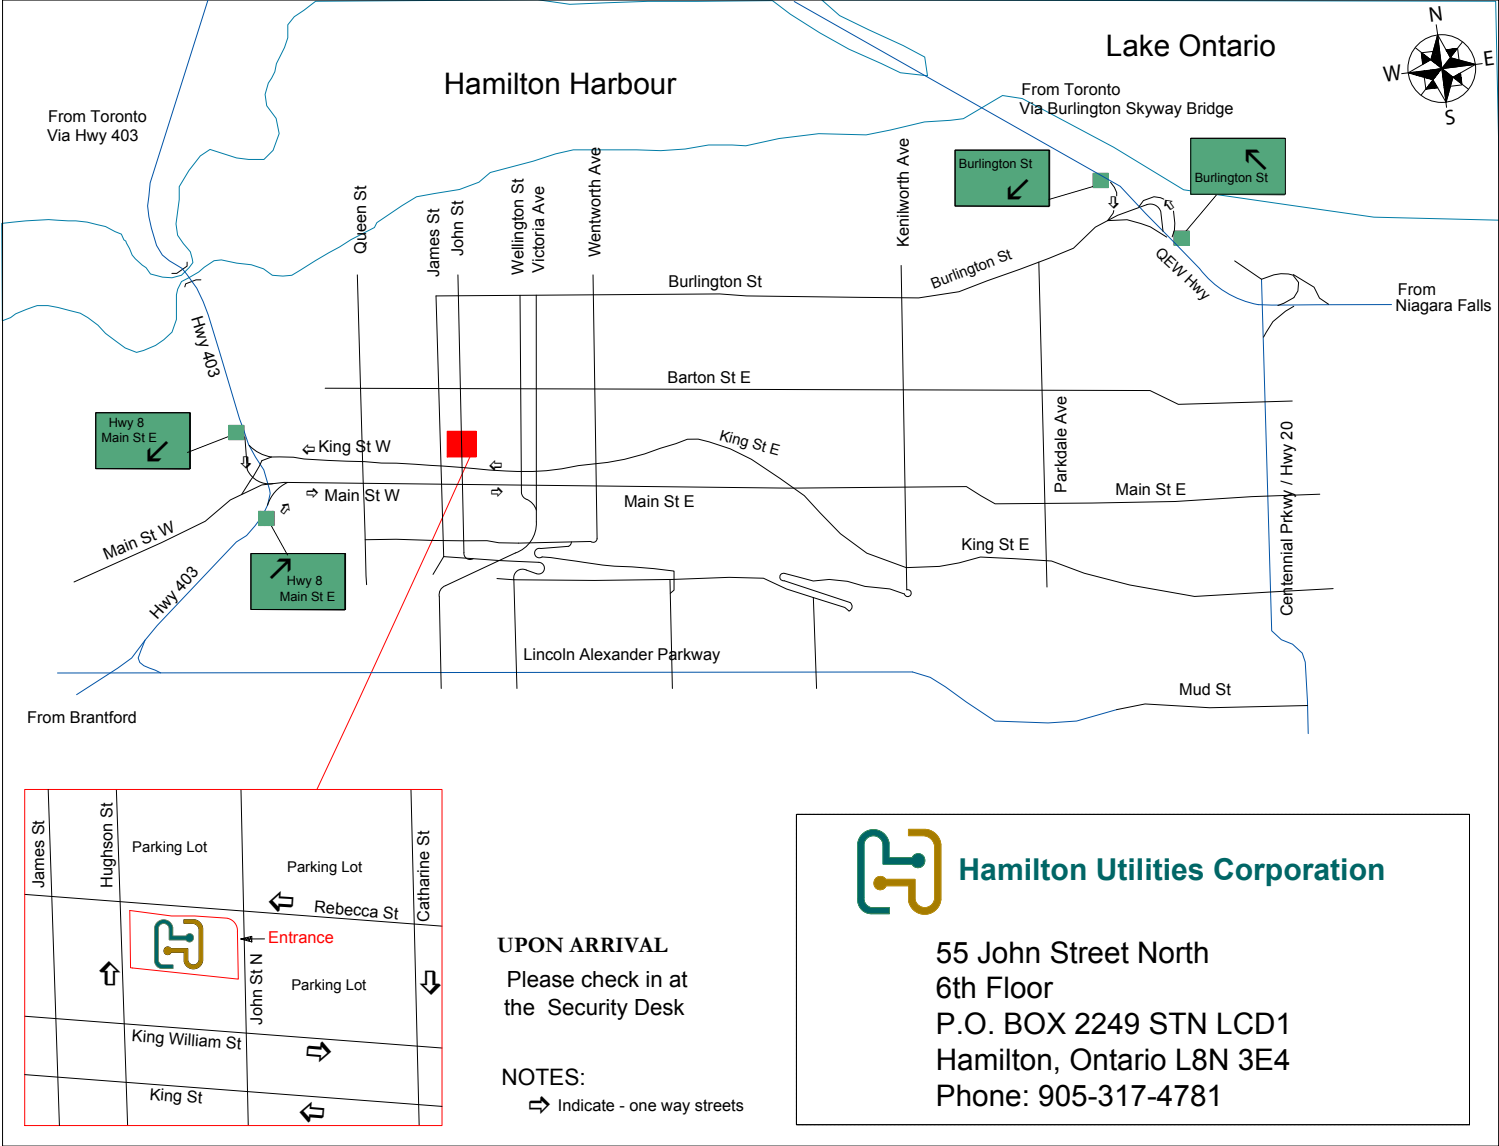 Hamilton Harbour
Lake Ontario
N
E
S
W
From Toronto
Via Hwy 403
From Toronto
Via Burlington Skyway Bridge
Burlington St
Burlington St
Queen St
James St
John St
Wellington St
Victoria Ave
Wentworth Ave
Kenilworth Ave
Burlington St
Burlington St
QEW Hwy
From
Niagara Falls
Hwy 403
Barton St E
Parkdale Ave
Centennial Prkwy / Hwy 20
Hwy 8
Main St E
King St W
King St E
Main St W
Main St E
Main St E
Main St W
King St E
Hwy 403
Hwy 8
Main St E
Lincoln Alexander Parkway
Mud St
From Brantford
James St
Hughson St
Parking Lot
Parking Lot
Catharine St
Rebecca St
Entrance
John St N
Parking Lot
King William St
King St
UPON ARRIVAL
Please check in at
the Security Desk
NOTES:
Indicate - one way streets
Hamilton Utilities Corporation
55 John Street North
6th Floor
P.O. BOX 2249 STN LCD1
Hamilton, Ontario L8N 3E4
Phone: 905-317-4781